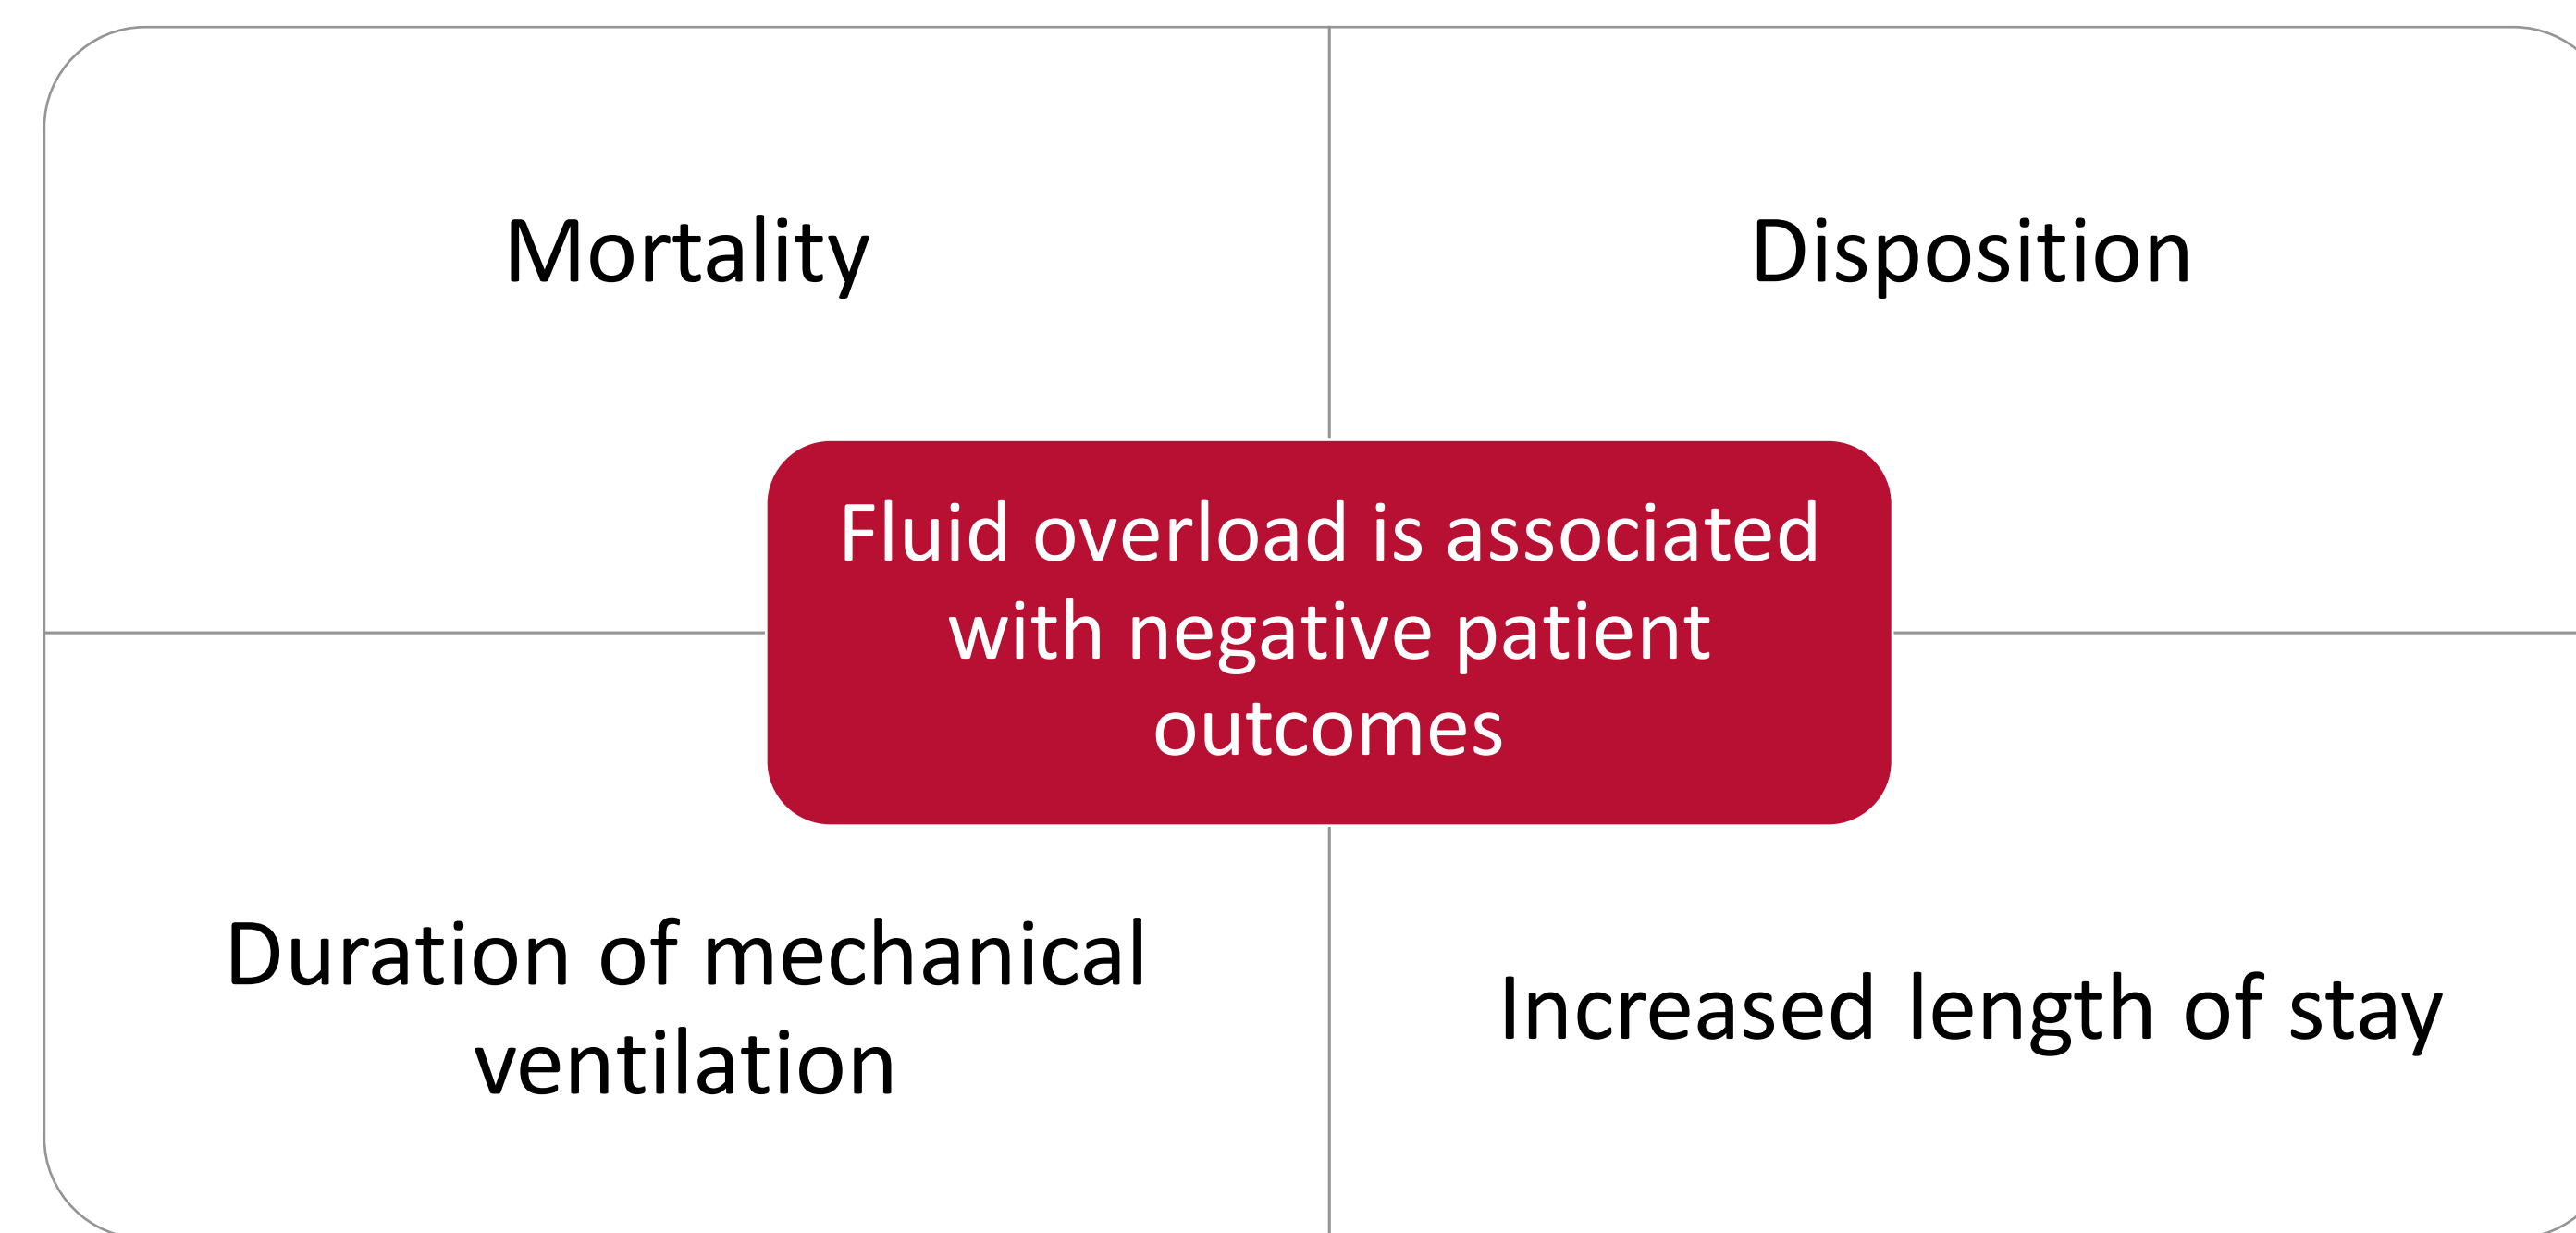 Mortality
Disposition
Fluid overload is associated
with negative patient
outcomes
Duration of mechanical
ventilation
Increased length of stay